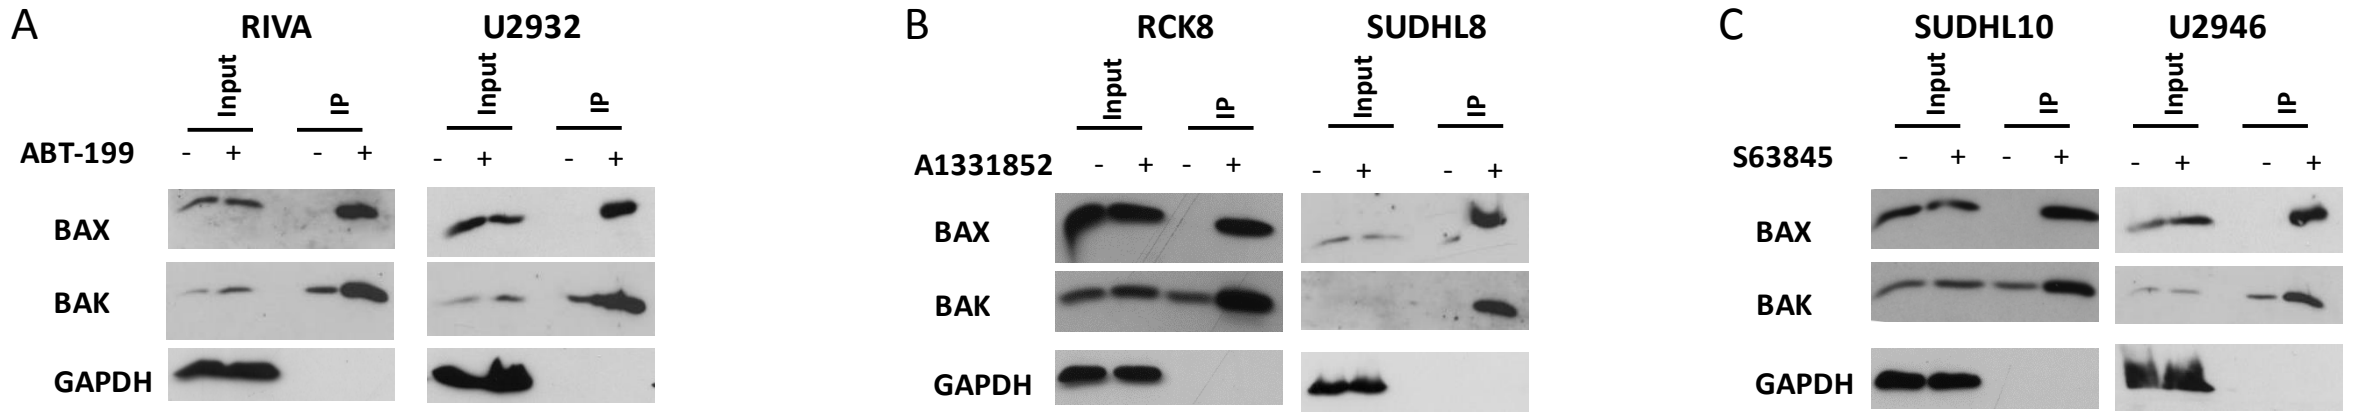 A
RIVA
U2932
Input
IP
Input
IP
ABT-199
- + - +
- + - +
BAX
BAK
GAPDH
B
RCK8
SUDHL8
Input
IP
Input
IP
A1331852
- + - +
- + - +
BAX
BAK
GAPDH
C
SUDHL10
U2946
Input
IP
Input
IP
S63845
- + - +
- + - +
BAX
BAK
GAPDH